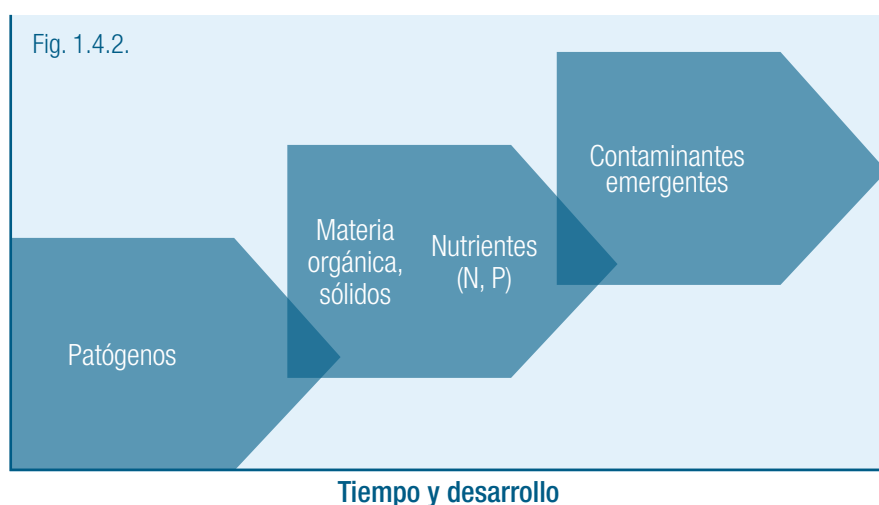 Fig. 1.4.2.
Contaminantes
emergentes
Materia
orgánica,
sólidos
Nutrientes
(N, P)
Patógenos
Tiempo y desarrollo